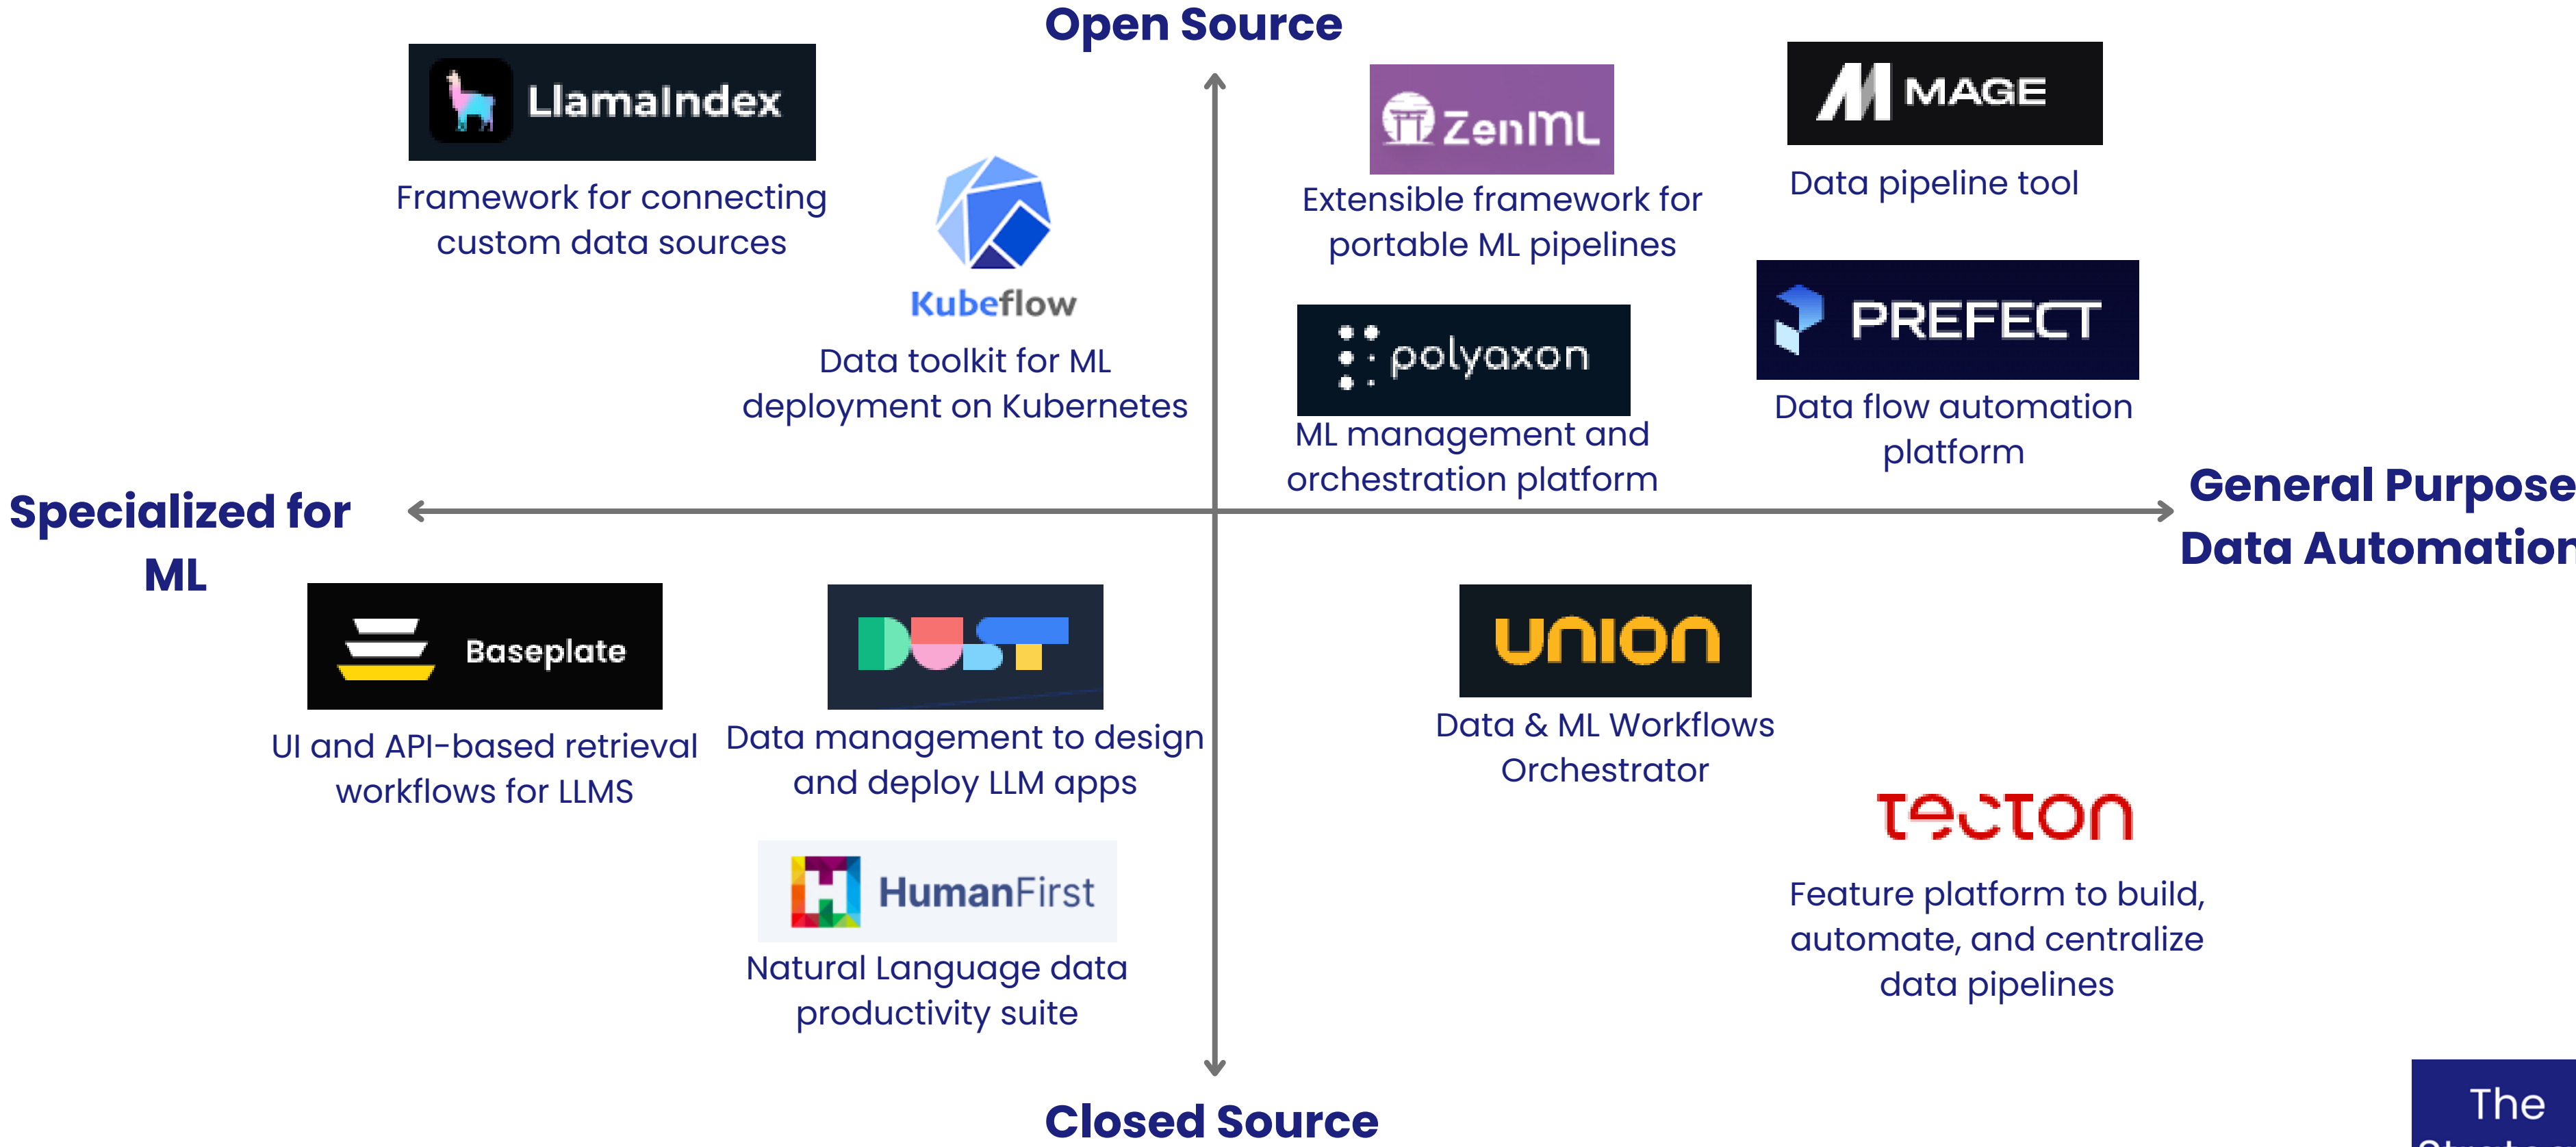 Open Source
LlamaIndex
Framework for connecting
custom data sources
Kubeflow
Data toolkit for ML
deployment on Kubernetes
ZenML
Extensible framework for
portable ML pipelines
MAGE
Data pipeline tool
polyaxon
ML management and
orchestration platform
PREFECT
Data flow automation
platform
Specialized for
ML
General Purpose
Data Automation
Baseplate
UI and API-based retrieval
workflows for LLMS
DUST
Data management to design
and deploy LLM apps
HumanFirst
Natural Language data
productivity suite
UNION
Data & ML Workflows
Orchestrator
tecton
Feature platform to build,
automate, and centralize
data pipelines
Closed Source
The